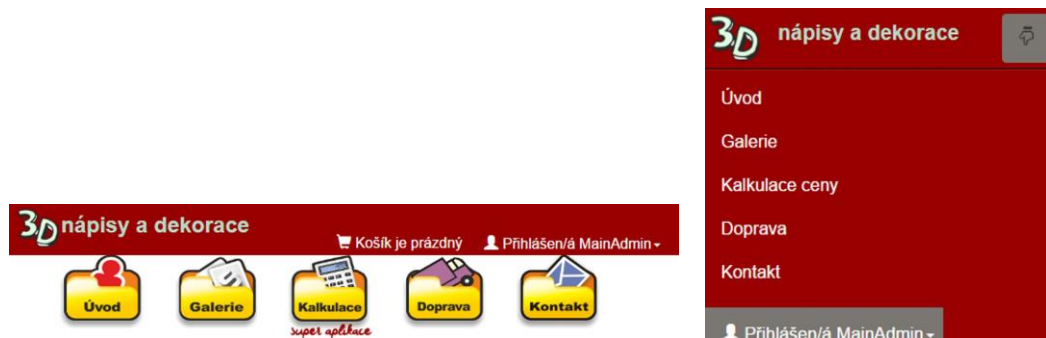 3D nápisy a dekorace
Košík je prázdný Přihlášen/á MainAdmin
Úvod Galerie Kalkulace Doprava Kontakt
super aplikace
3D nápisy a dekorace
Úvod
Galerie
Kalkulace ceny
Doprava
Kontakt
Přihlášen/á MainAdmin